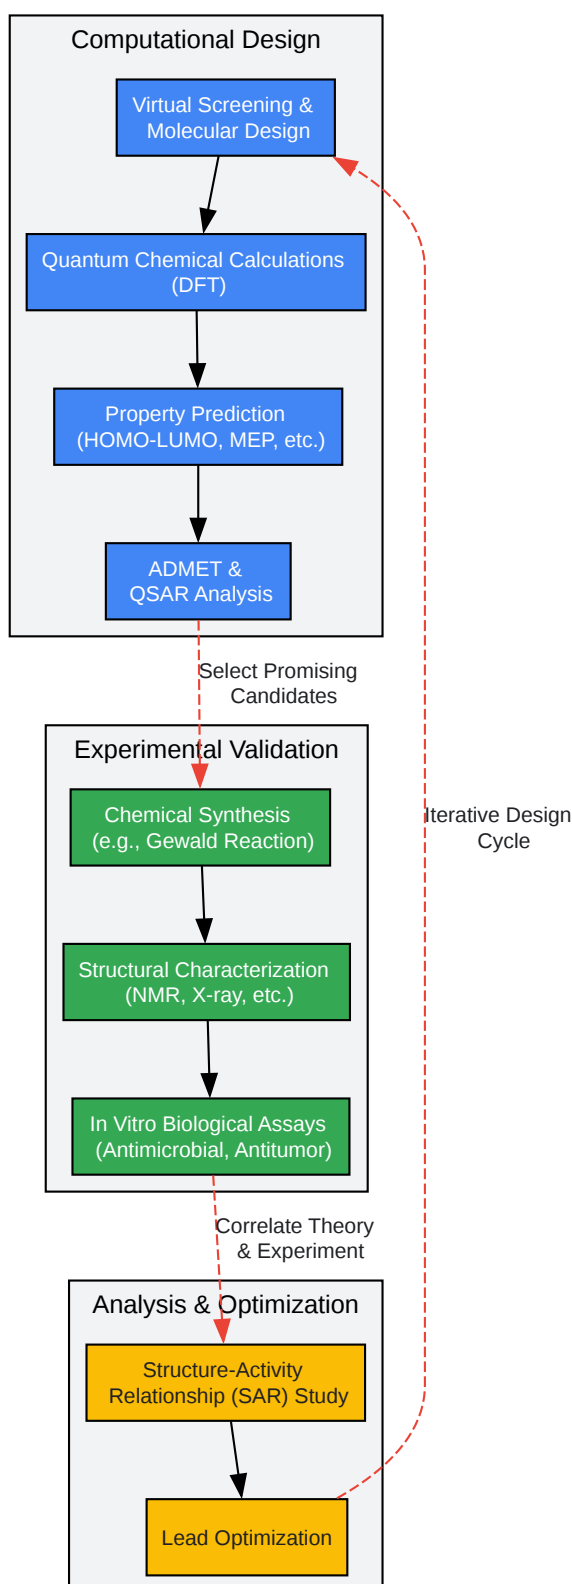 Computational Design
Virtual Screening &
Molecular Design
Quantum Chemical Calculations
(DFT)
Property Prediction
(HOMO-LUMO, MEP, etc.)
ADMET &
QSAR Analysis
Select Promising
Candidates
Experimental Validation
Chemical Synthesis
(e.g., Gewald Reaction)
Iterative Design
Cycle
Structural Characterization
(NMR, X-ray, etc.)
In Vitro Biological Assays
(Antimicrobial, Antitumor)
Correlate Theory
& Experiment
Analysis & Optimization
Structure-Activity
Relationship (SAR) Study
Lead Optimization